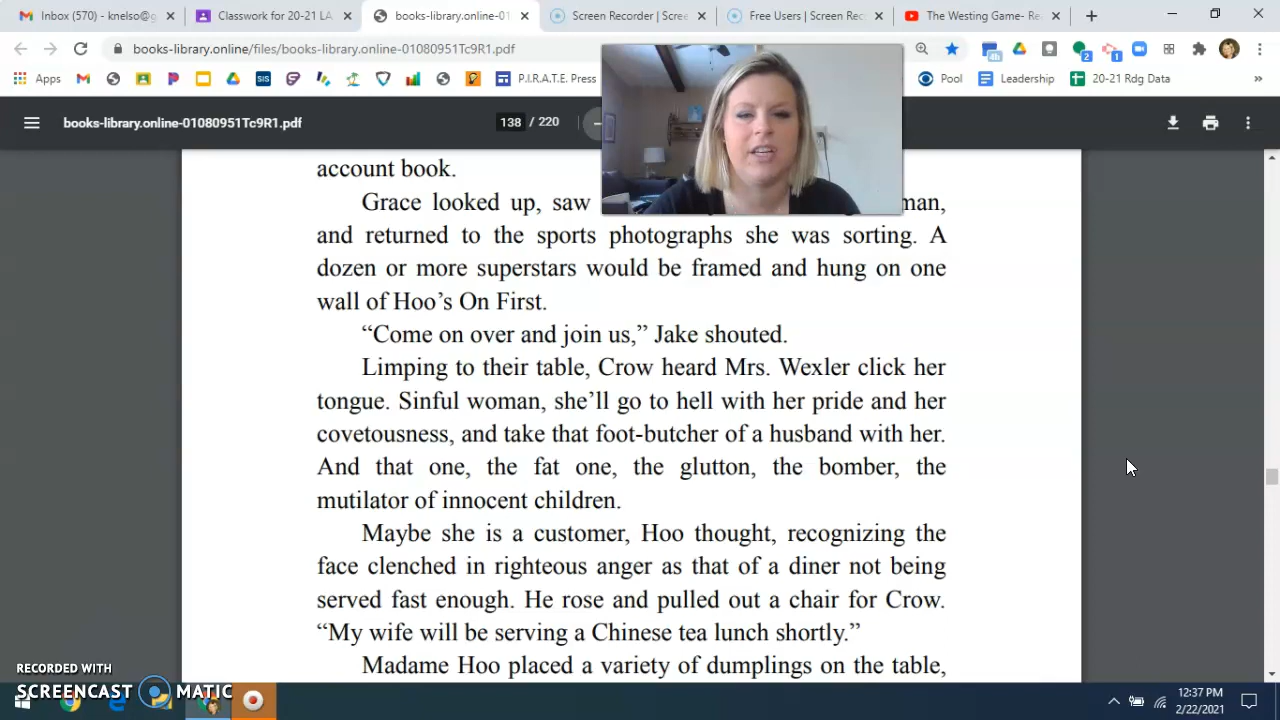 Inbox (570) - knelso@g
Classwork for 20-21 LA
books-library.online-01
Screen Recorder | Scre
Free Users | Screen Rec
The Westing Game- Re
books-library.online/files/books-library.online-01080951Tc9R1.pdf
Apps
SIS
P.I.R.A.T.E. Press
Pool
Leadership
20-21 Rdg Data
books-library.online-01080951Tc9R1.pdf
138 / 220
account book.
Grace looked up, saw man,
and returned to the sports photographs she was sorting. A
dozen or more superstars would be framed and hung on one
wall of Hoo’s On First.
“Come on over and join us,” Jake shouted.
Limping to their table, Crow heard Mrs. Wexler click her
tongue. Sinful woman, she’ll go to hell with her pride and her
covetousness, and take that foot-butcher of a husband with her.
And that one, the fat one, the glutton, the bomber, the
mutilator of innocent children.
Maybe she is a customer, Hoo thought, recognizing the
face clenched in righteous anger as that of a diner not being
served fast enough. He rose and pulled out a chair for Crow.
“My wife will be serving a Chinese tea lunch shortly.”
Madame Hoo placed a variety of dumplings on the table,
RECORDED WITH
SCREENCAST MATIC
12:37 PM
2/22/2021